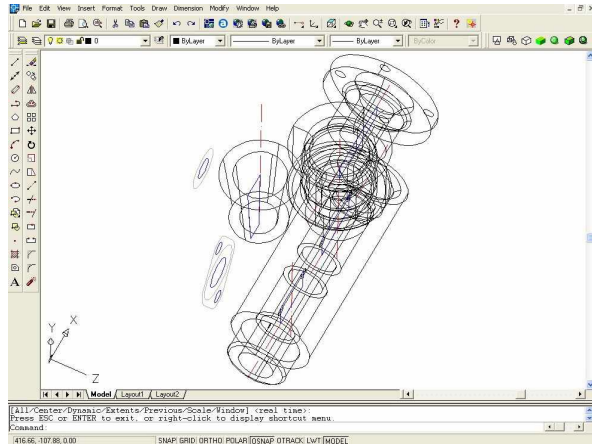 File Edit View Insert Format Tools Draw Dimension Modify Window Help
0 ByLayer ByLayer ByLayer ByColor
Y
X
Z
Model Layout1 Layout2
[All/Center/Dynamic/Extents/Previous/Scale/Window] <real time>:
Press ESC or ENTER to exit, or right-click to display shortcut menu.
Command:
416.66, -107.88, 0.00 SNAP GRID ORTHO POLAR OSNAP OTRACK LWT MODEL